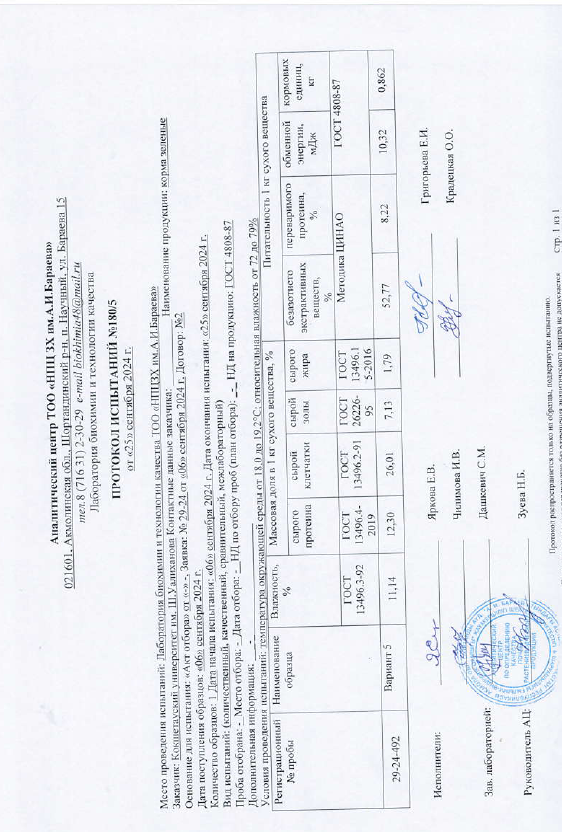 Аналитический центр ТОО «НПЦ ЗХ им.А.И.Бараева»
021601. Акмолинская обл., Шортандинский р-н, п. Научный, ул. Бараева 15
тел.8 (716 31) 2-30-29 e-mail biokhimia48@mail.ru
Лаборатория биохимии и технологии качества
ПРОТОКОЛ ИСПЫТАНИЙ №180/5
от «25» сентября 2024 г.
Место проведения испытаний: Лаборатория биохимии и технологии качества ТОО «НПЦЗХ им.А.И.Бараева»
Заказчик: Кокшетауский университет им. Ш.Уалиханова Контактные данные заказчика: Наименование продукции: корма зеленые
Основание для испытания: «Акт отбора» от «-»-, Заявка: № 29-24 от «06» сентября 2024 г, Договор: №2
Дата поступления образцов: «06» сентября 2024 г.
Количество образцов: 1 Дата начала испытания: «06» сентября 2024 г. Дата окончания испытания: «25» сентября 2024 г.
Вид испытаний: (количественный, качественный, сравнительный, межлабораторный)
Проба отобрана: - Место отбора: - Дата отбора: - НД по отбору проб (план отбора): - НД на продукцию: ГОСТ 4808-87
Дополнительная информация: -
Условия проведения испытаний: температура окружающей среды от 18,0 до 19,2°С; относительная влажность от 72 до 79%
Регистрационный № пробы
Наименование образца
Влажность, %
Массовая доля в 1 кг сухого вещества, %
Питательность 1 кг сухого вещества
сырого протеина
сырой клетчатки
сырой золы
сырого жира
безазотисто экстрактивных веществ, %
переваримого протеина, %
обменной энергии, мДж
кормовых единиц, кг
ГОСТ 13496.3-92
ГОСТ 13496.4-2019
ГОСТ 13496.2-91
ГОСТ 26226-95
ГОСТ 13496.15-2016
Методика ЦИНАО
ГОСТ 4808-87
29-24-492
Вариант 5
11,14
12,30
26,01
7,13
1,79
52,77
8,22
10,32
0,862
Исполнители:
Яркова Е.В.
Григорьева Е.И.
Чилимова И.В.
Крадецкая О.О.
Зав. лабораторией:
Дашкевич С.М.
Руководитель АЦ:
Зуева Н.Б.
Протокол распространяется только на образцы, подвергнутые испытанию.
стр. 1 из 1